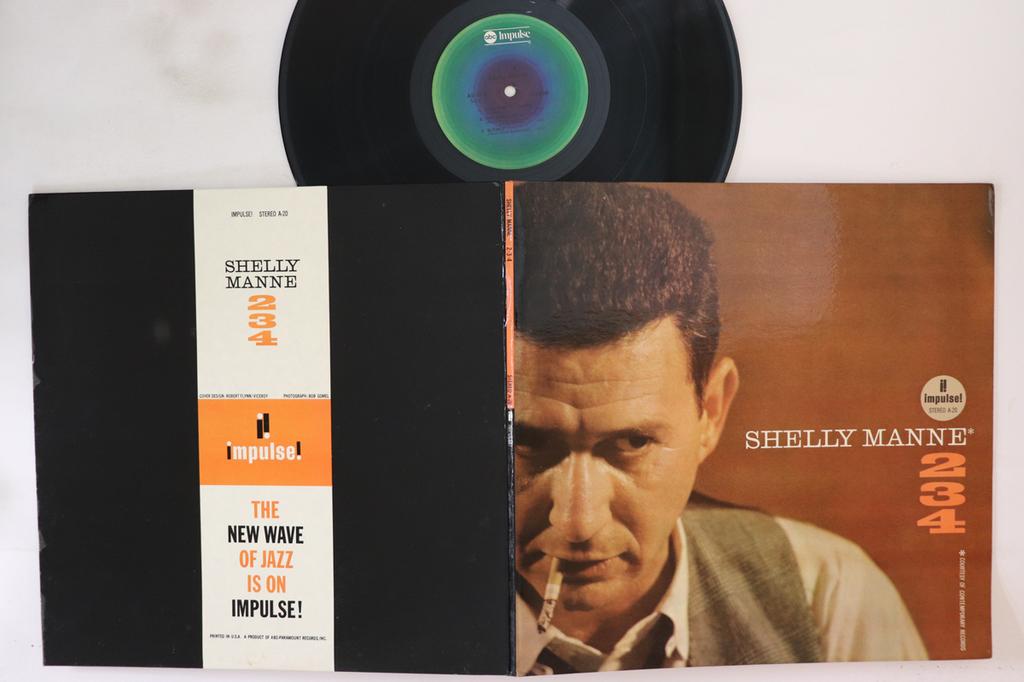 abc Impulse
IMPULSE! STEREO A-20
SHELLY
MANNE
2
3
4
COVER DESIGN: ROBERT FLYNN/VICEROY PHOTOGRAPH: BOB GOMEL
impulse!
THE
NEW WAVE
OF JAZZ
IS ON
IMPULSE!
PRINTED IN U.S.A. A PRODUCT OF ABC-PARAMOUNT RECORDS, INC.
SHELLY MANNE 2-3-4
impulse!
STEREO A-20
SHELLY MANNE*
2
3
4
* COURTESY OF CONTEMPORARY RECORDS